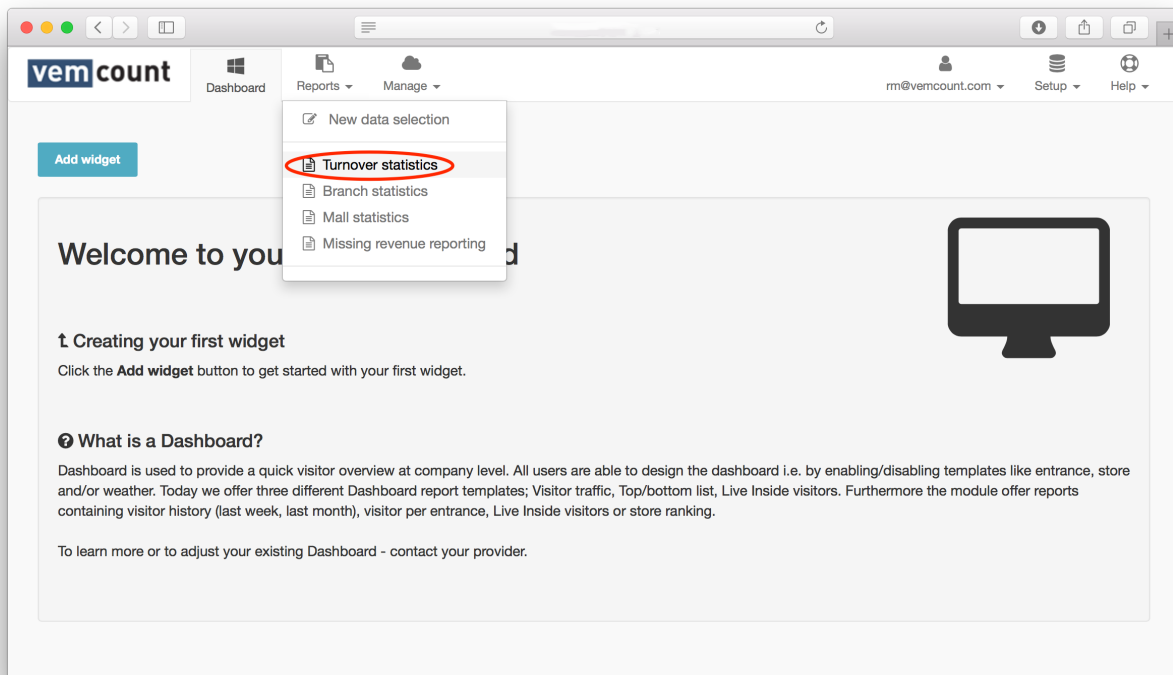 vemcount
Dashboard
Reports
Manage
rm@vemcount.com
Setup
Help
New data selection
Turnover statistics
Branch statistics
Mall statistics
Missing revenue reporting
Add widget
Welcome to you d
Creating your first widget
Click the Add widget button to get started with your first widget.
What is a Dashboard?
Dashboard is used to provide a quick visitor overview at company level. All users are able to design the dashboard i.e. by enabling/disabling templates like entrance, store
and/or weather. Today we offer three different Dashboard report templates; Visitor traffic, Top/bottom list, Live Inside visitors. Furthermore the module offer reports
containing visitor history (last week, last month), visitor per entrance, Live Inside visitors or store ranking.
To learn more or to adjust your existing Dashboard - contact your provider.